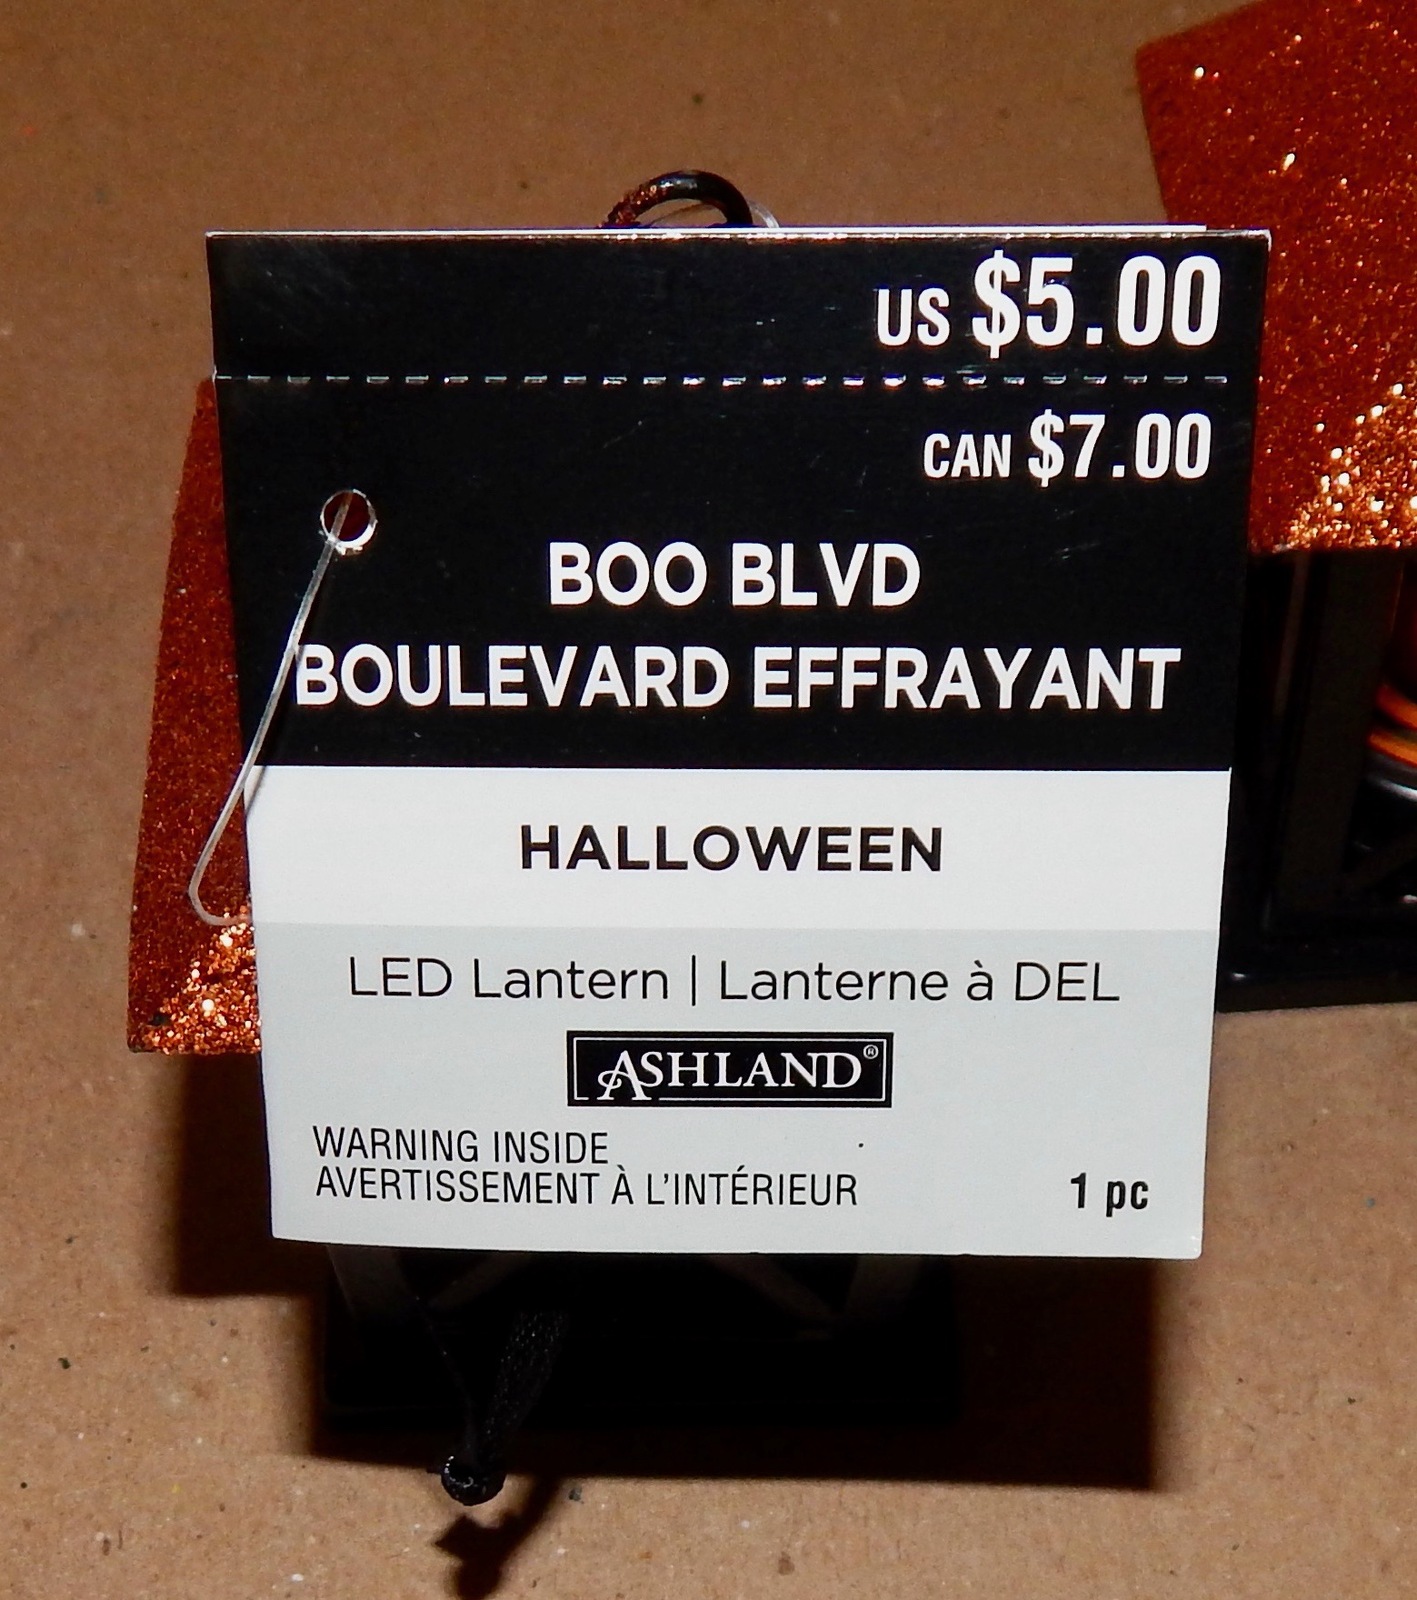 US $5.00
CAN $7.00
BOO BLVD
BOULEVARD EFFRAYANT
HALLOWEEN
LED Lantern | Lanterne à DEL
ASHLAND®
WARNING INSIDE
AVERTISSEMENT À L'INTÉRIEUR
1 pc